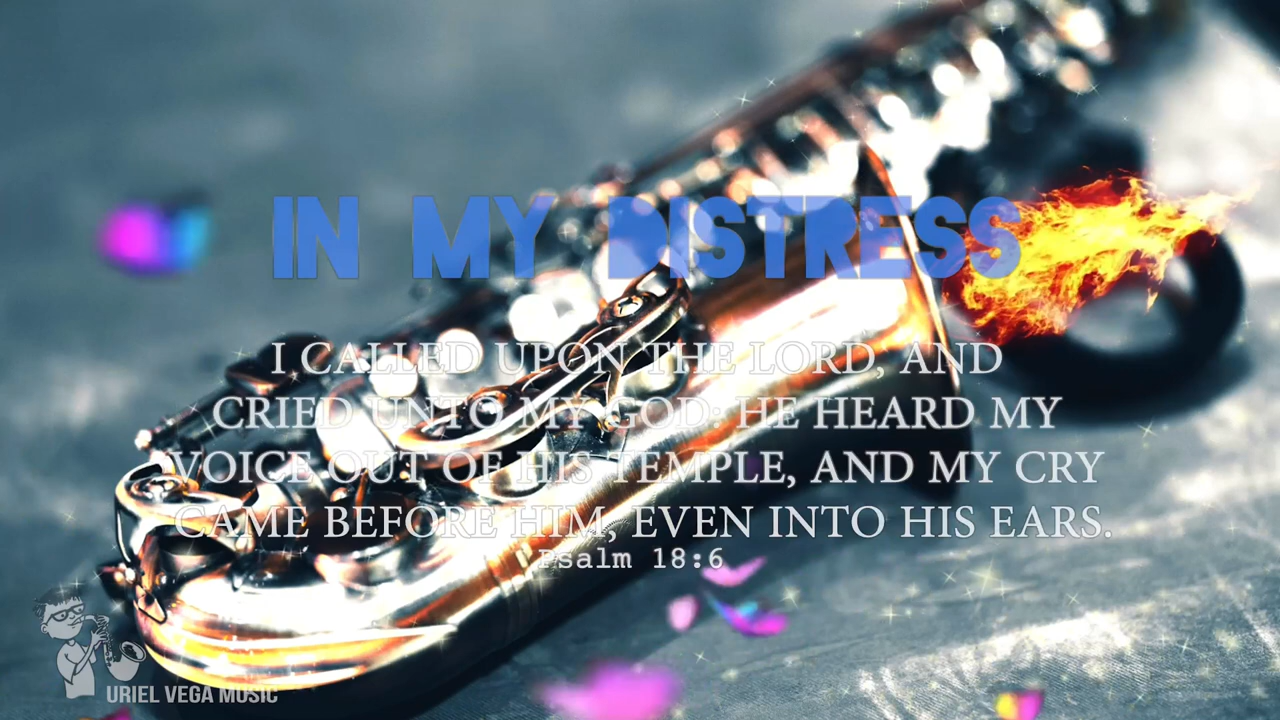 IN MY DISTRESS
I CALLED UPON THE LORD, AND
CRIED UNTO MY GOD: HE HEARD MY
VOICE OUT OF HIS TEMPLE, AND MY CRY
CAME BEFORE HIM, EVEN INTO HIS EARS.
Psalm 18:6
URIEL VEGA MUSIC